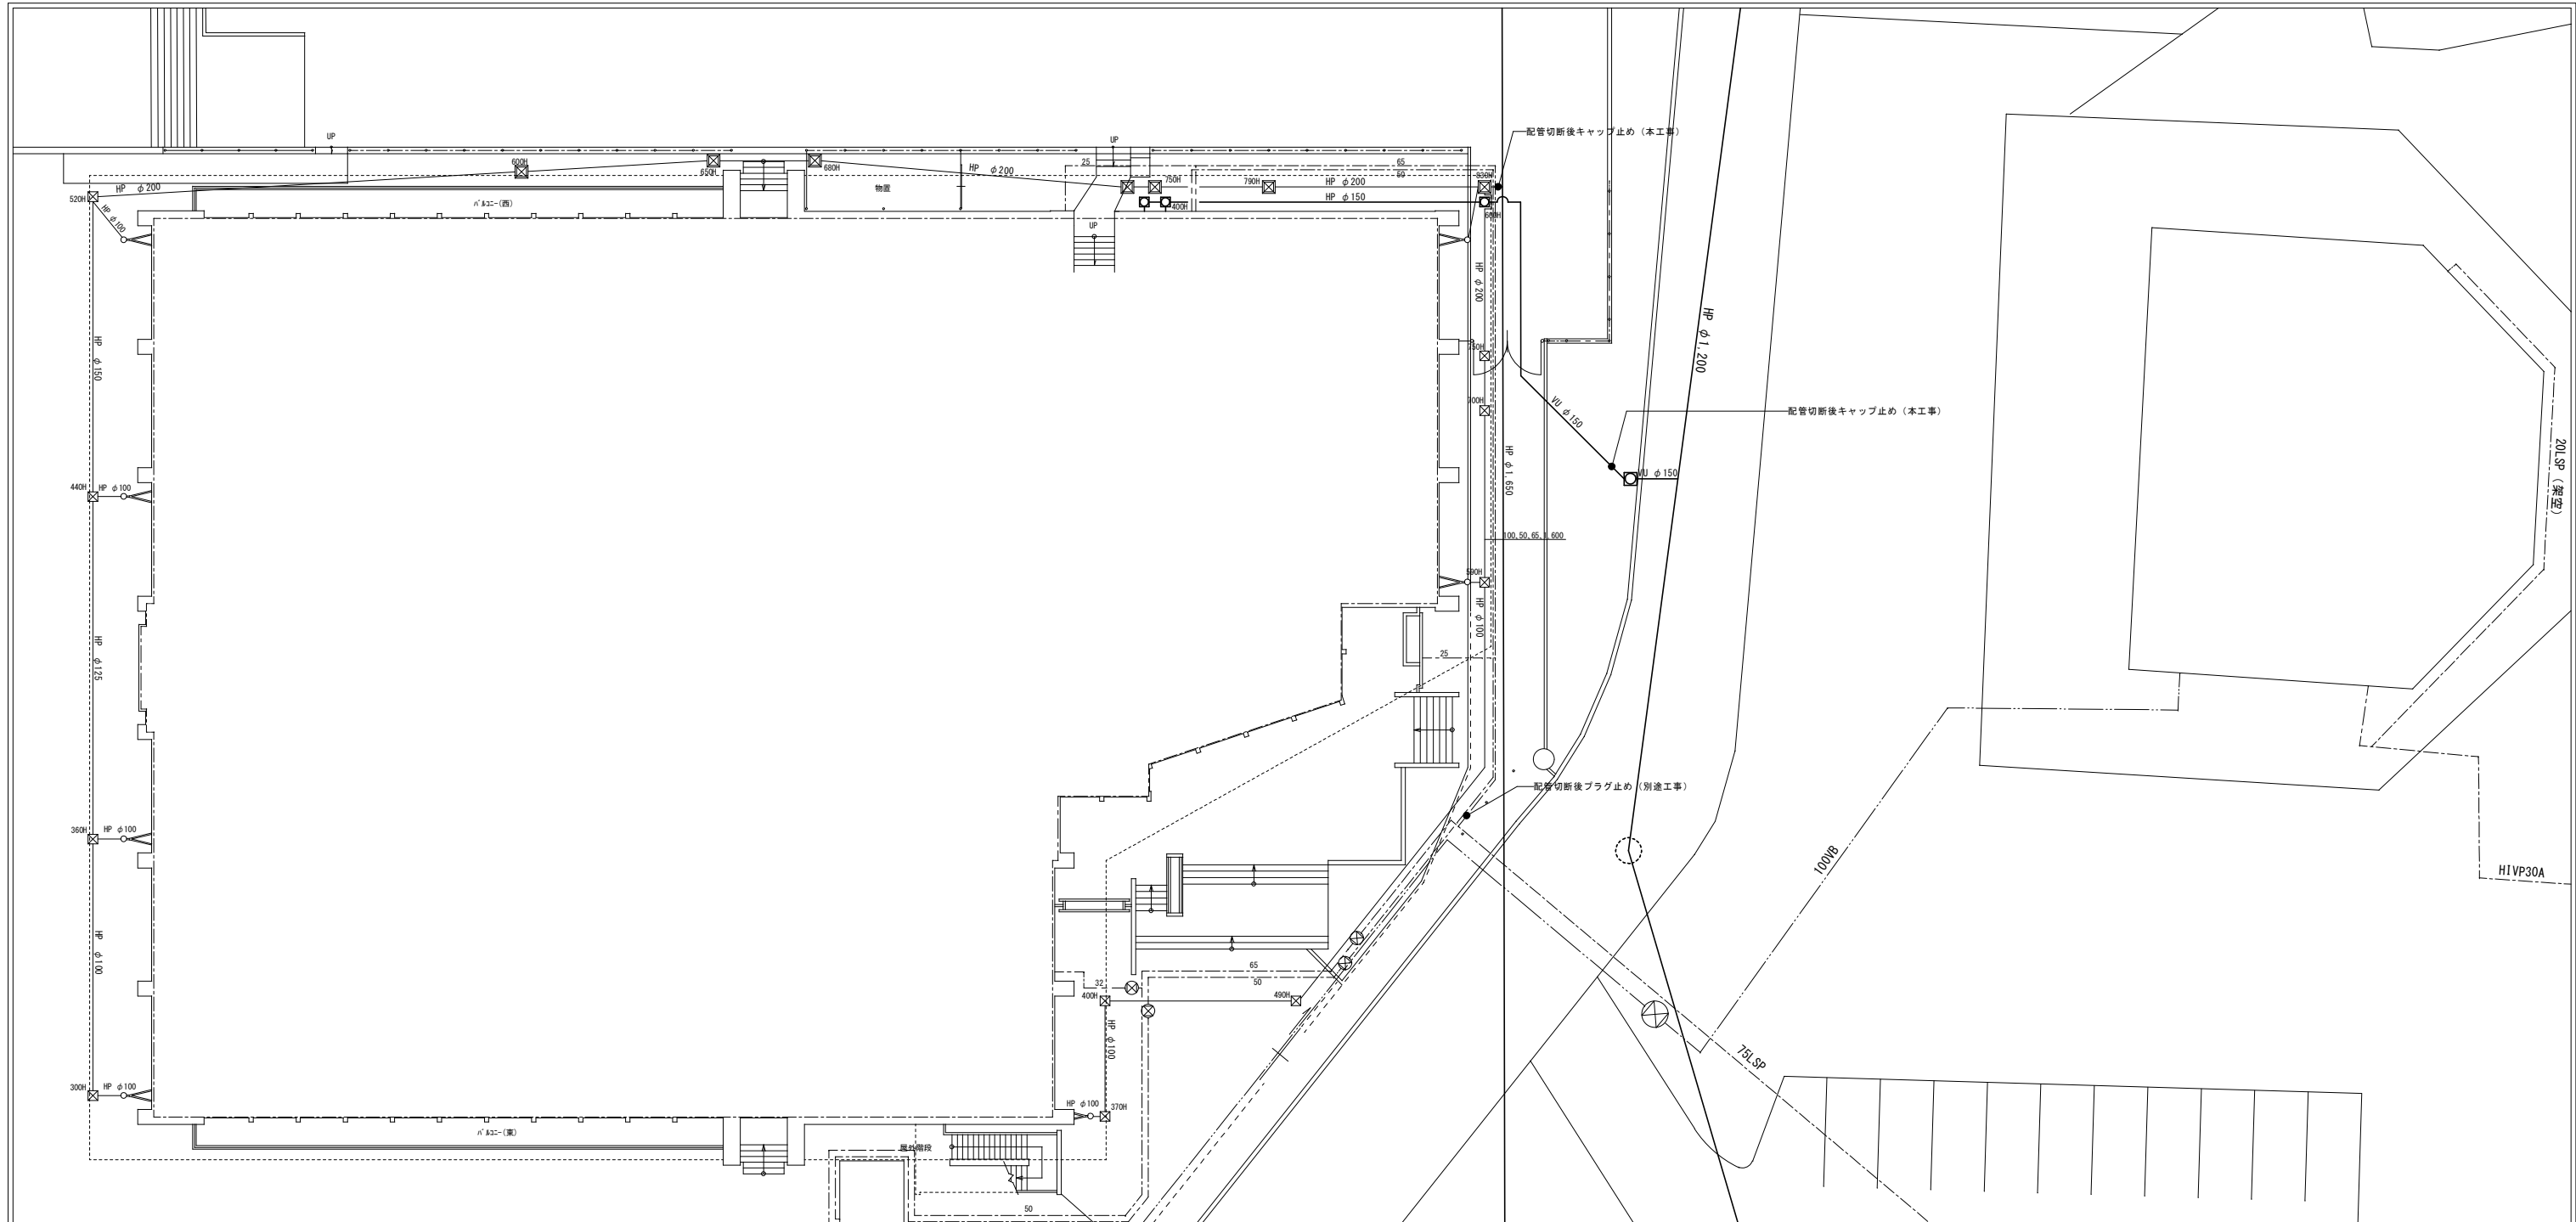 UP
UP
配管切断後キャップ止め（本工事）
600H
650H
680H
HP φ200
25
65
50
750H
790H
HP φ200
830H
HP φ200
520H
物置
HP φ150
400H
600H
ﾊﾞﾙｺﾆｰ(西)
HP φ100
UP
HP φ200
HP φ1,200
HP φ150
750H
700H
VU φ150
配管切断後キャップ止め（本工事）
20LSP（架空）
440H
HP φ100
HP φ1,650
VU φ150
100,50,65,1,600
590H
HP φ100
HP φ125
25
配管切断後プラグ止め（別途工事）
360H
HP φ100
100VB
HIVP30A
HP φ100
65
50
32
400H
490H
HP φ100
75LSP
300H
HP φ100
HP φ100
370H
ﾊﾞﾙｺﾆｰ(東)
屋外階段
50